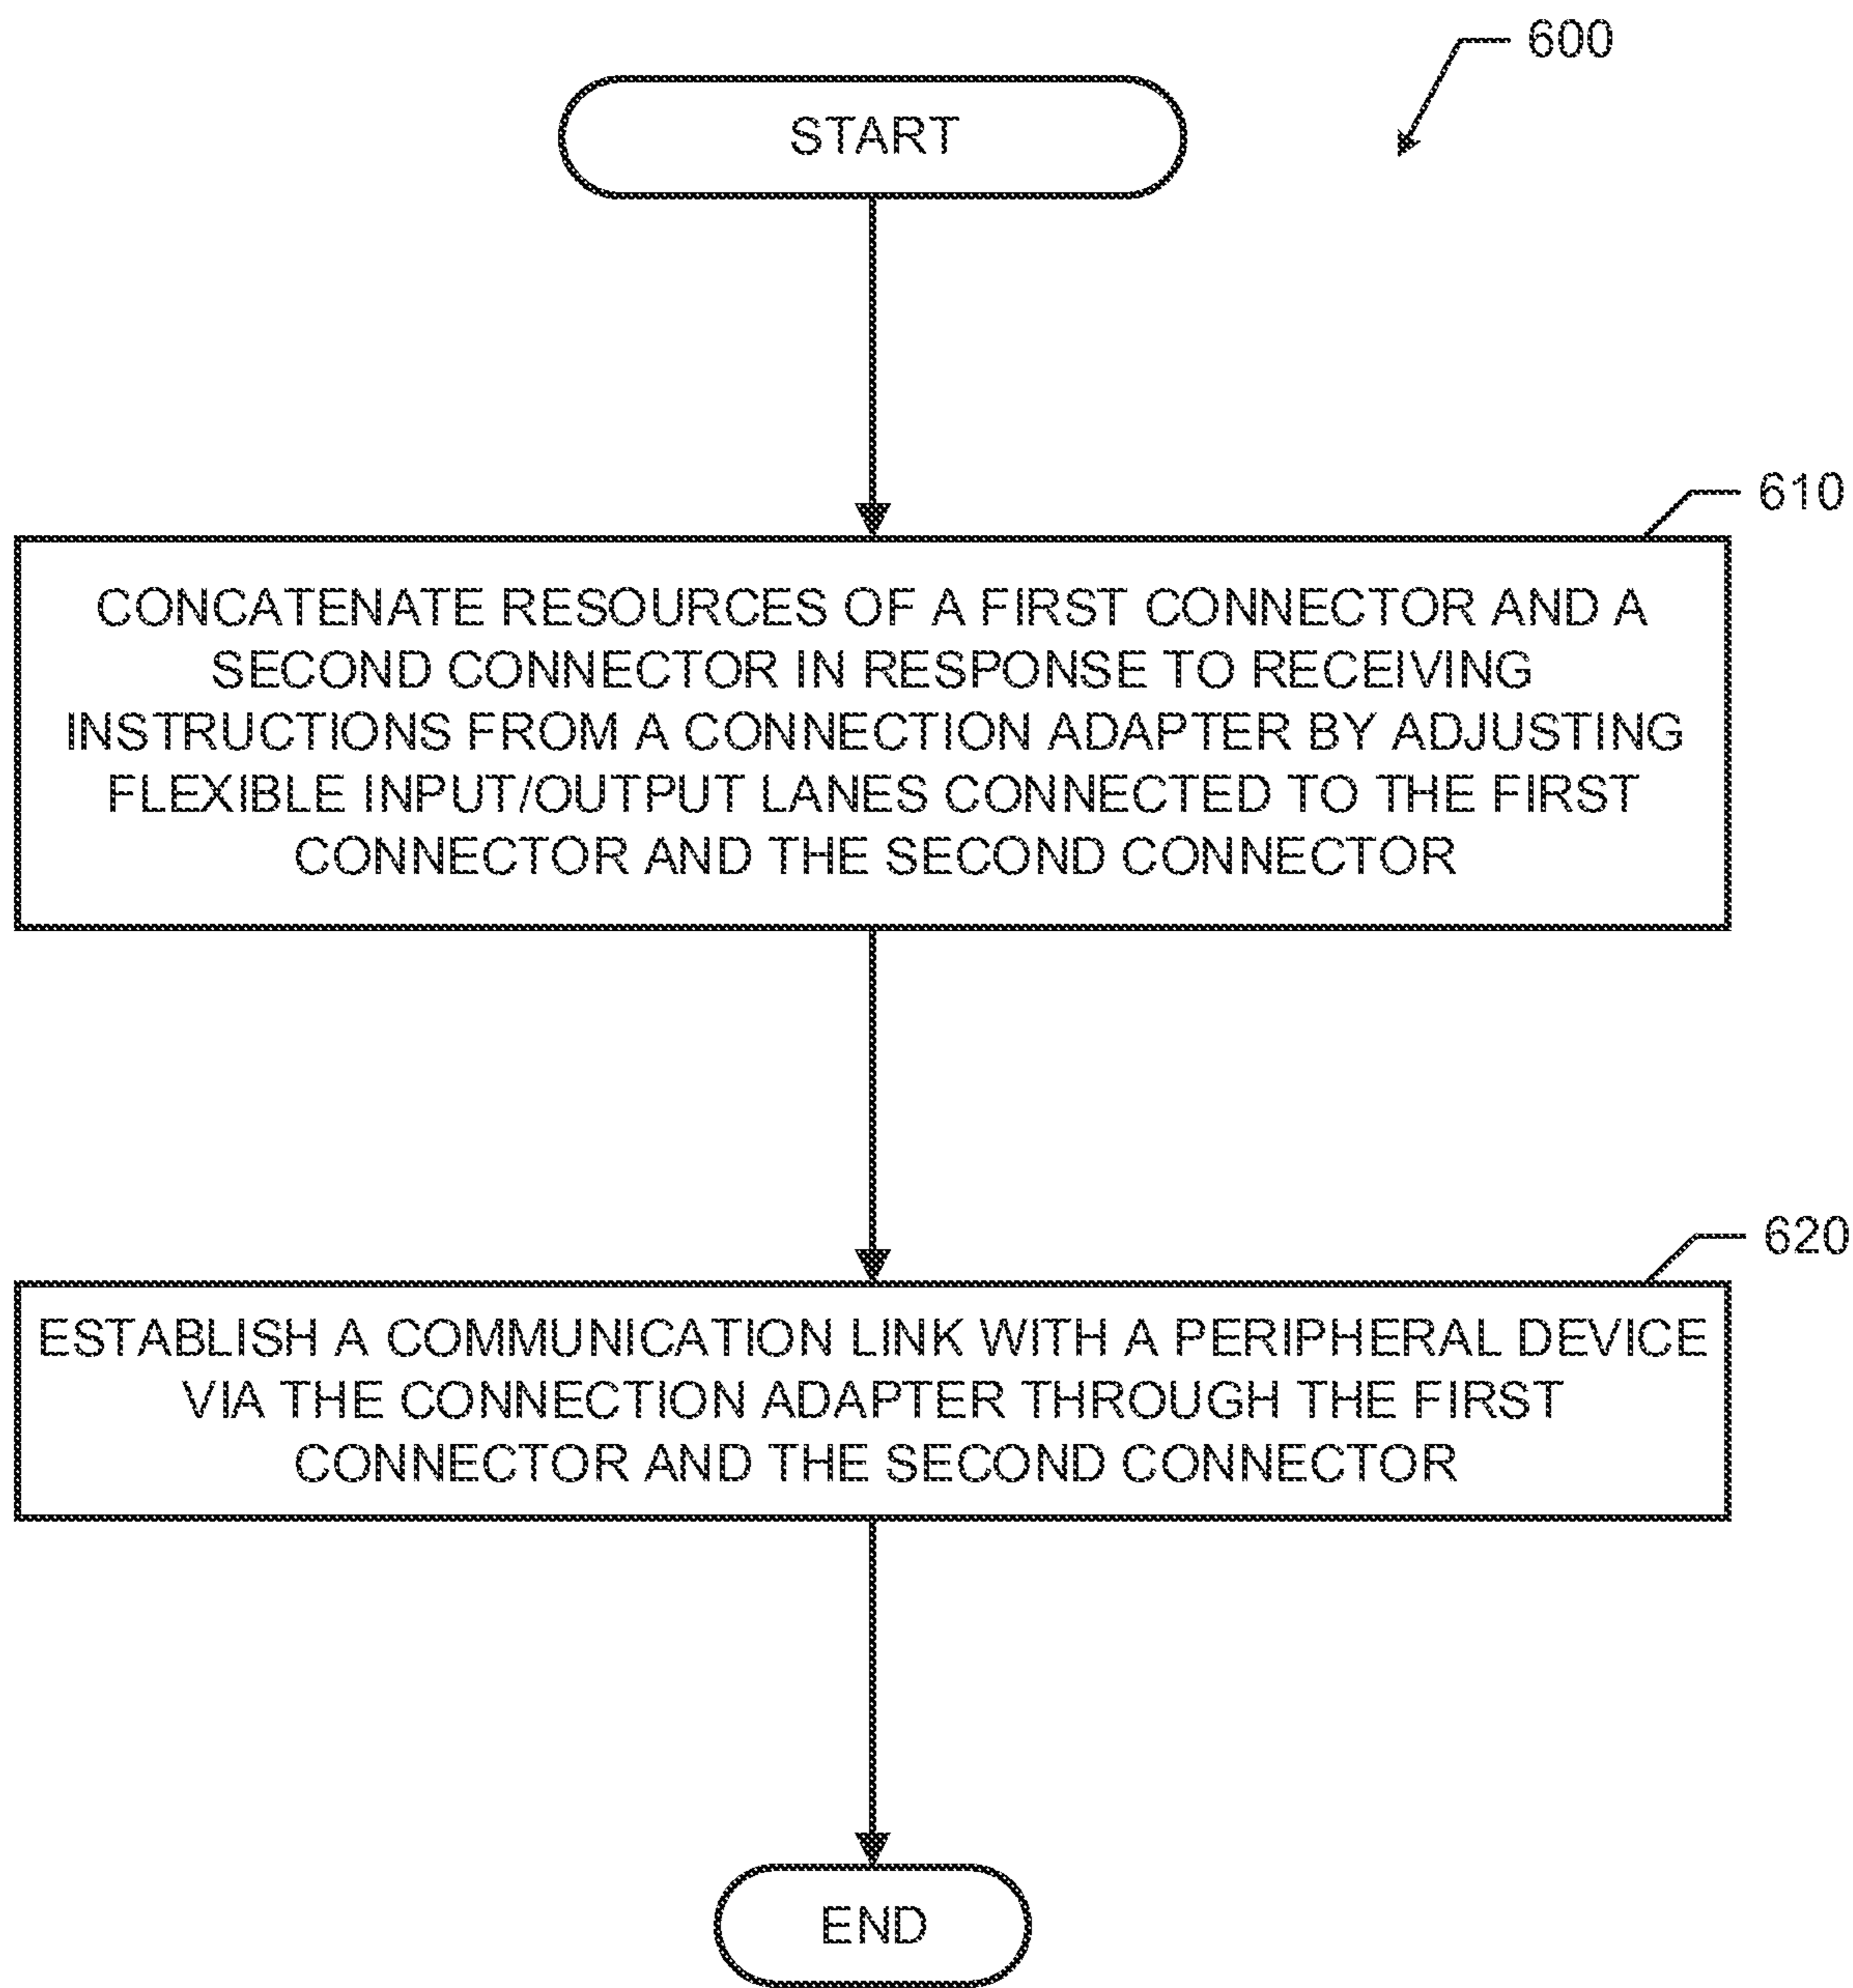 600
START
610
CONCATENATE RESOURCES OF A FIRST CONNECTOR AND A
SECOND CONNECTOR IN RESPONSE TO RECEIVING
INSTRUCTIONS FROM A CONNECTION ADAPTER BY ADJUSTING
FLEXIBLE INPUT/OUTPUT LANES CONNECTED TO THE FIRST
CONNECTOR AND THE SECOND CONNECTOR
620
ESTABLISH A COMMUNICATION LINK WITH A PERIPHERAL DEVICE
VIA THE CONNECTION ADAPTER THROUGH THE FIRST
CONNECTOR AND THE SECOND CONNECTOR
END